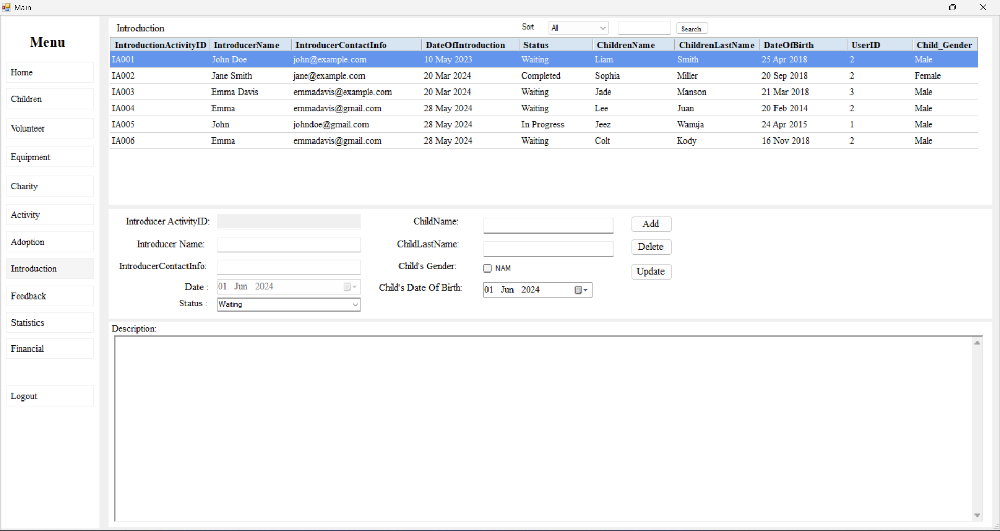 Main
Menu
Home
Children
Volunteer
Equipment
Charity
Activity
Adoption
Introduction
Feedback
Statistics
Financial
Logout
Introduction Sort All Search
IntroductionActivityID IntroducerName IntroducerContactInfo DateOfIntroduction Status ChildrenName ChildrenLastName DateOfBirth UserID Child_Gender
IA001 John Doe john@example.com 10 May 2023 Waiting Liam Smith 25 Apr 2018 2 Male
IA002 Jane Smith jane@example.com 20 Mar 2024 Completed Sophia Miller 20 Sep 2018 2 Female
IA003 Emma Davis emmadavis@example.com 20 Mar 2024 Waiting Jade Manson 21 Mar 2018 3 Male
IA004 Emma emmadavis@gmail.com 28 May 2024 Waiting Lee Juan 20 Feb 2014 2 Male
IA005 John johndoe@gmail.com 28 May 2024 In Progress Jeez Wanuja 24 Apr 2015 1 Male
IA006 Emma emmadavis@gmail.com 28 May 2024 Waiting Colt Kody 16 Nov 2018 2 Male
Introducer ActivityID: ChildName: Add
Introducer Name: ChildLastName: Delete
IntroducerContactInfo: Child's Gender: NAM Update
Date : 01 Jun 2024 Child's Date Of Birth: 01 Jun 2024
Status : Waiting
Description: